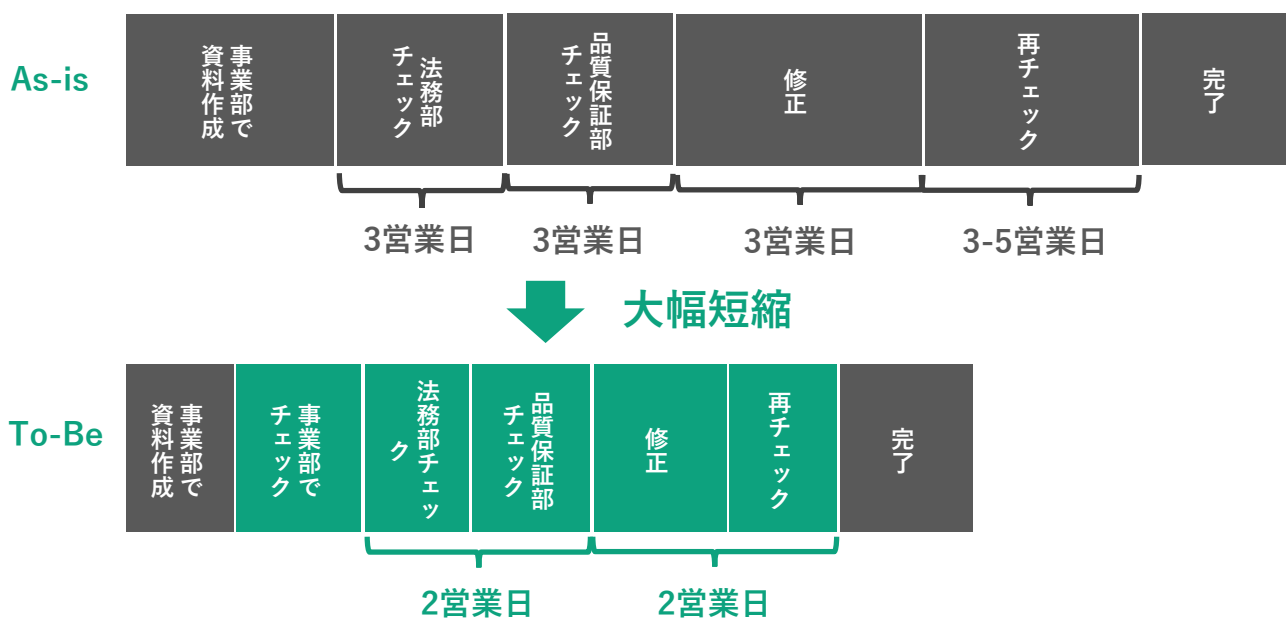 As-is
事業部で
資料作成
法務部
チェック
品質保証部
チェック
修正
再チェック
完了
3営業日
3営業日
3営業日
3-5営業日
大幅短縮
To-Be
事業部で
資料作成
事業部で
チェック
法務部チェッ
ク
品質保証部
チェック
修正
再チェック
完了
2営業日
2営業日